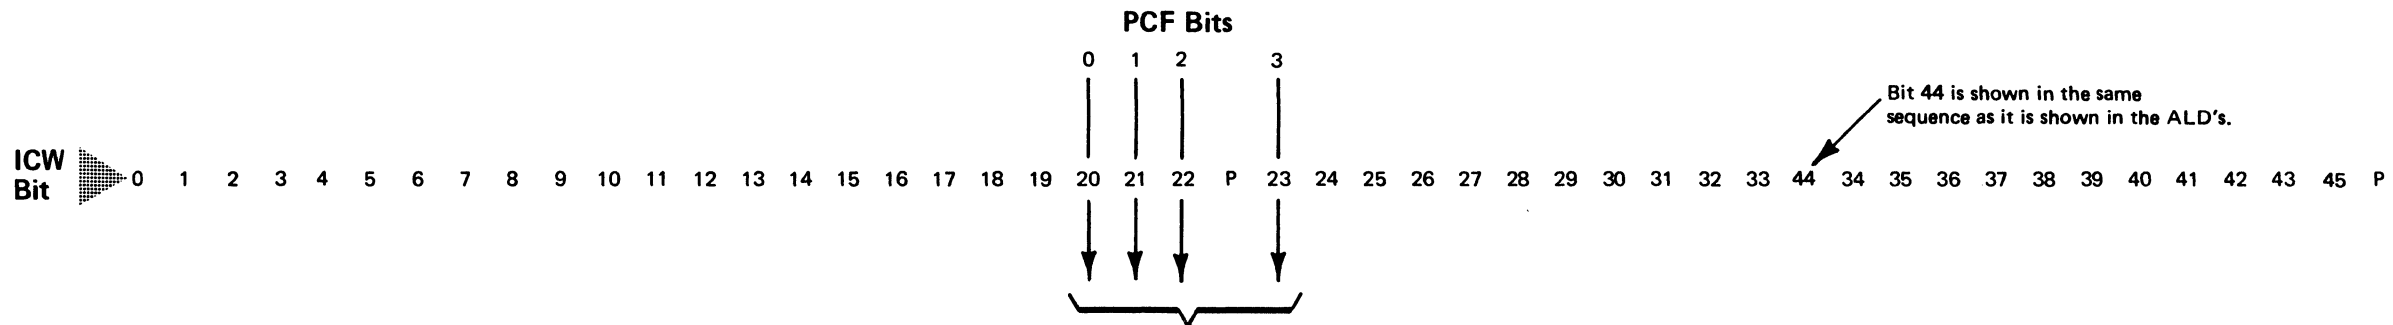 PCF Bits
0 1 2 3
Bit 44 is shown in the same
sequence as it is shown in the ALD's.
ICW
Bit
0 1 2 3 4 5 6 7 8 9 10 11 12 13 14 15 16 17 18 19 20 21 22 P 23 24 25 26 27 28 29 30 31 32 33 44 34 35 36 37 38 39 40 41 42 43 45 P